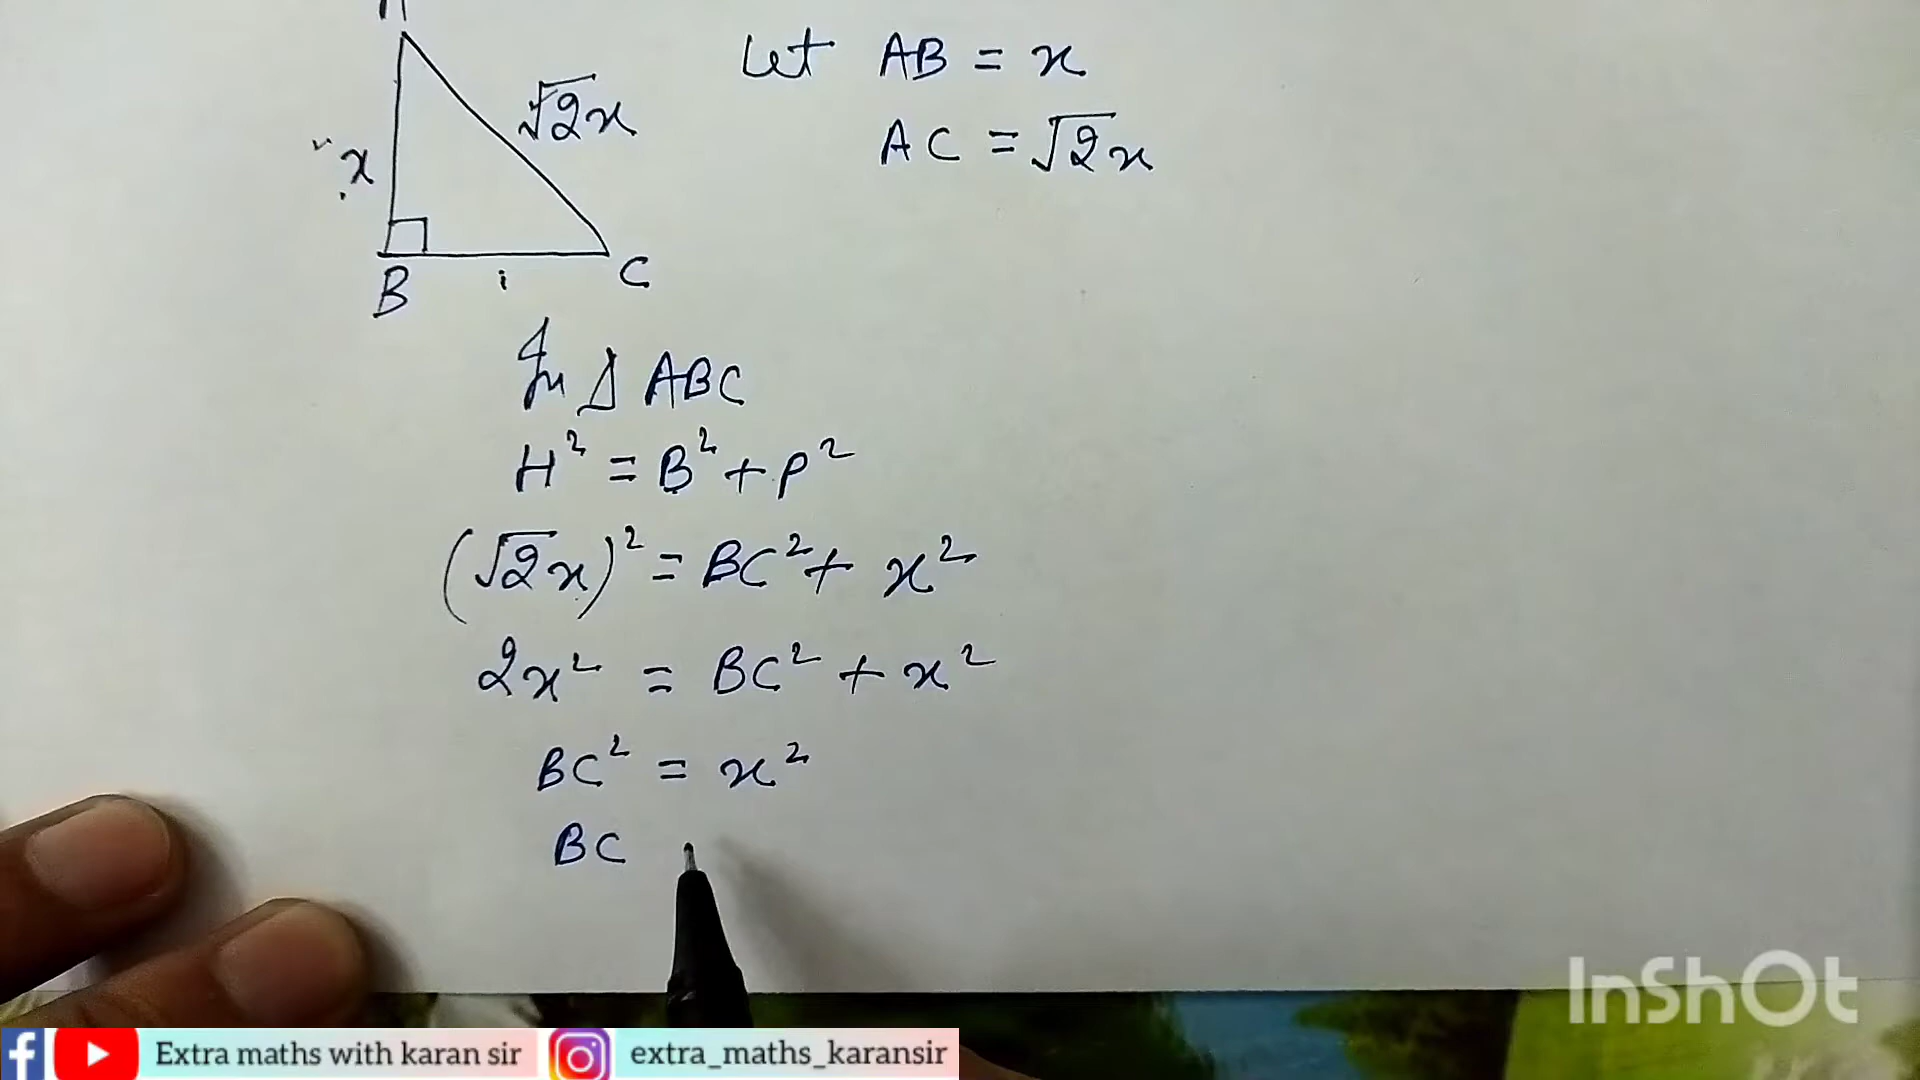 A
Let AB = x
√2x
AC = √2x
x
B
C
In Δ ABC
H² = B² + P²
(√2x)² = BC² + x²
2x² = BC² + x²
BC² = x²
BC
InShOt
Extra maths with karan sir
extra_maths_karansir